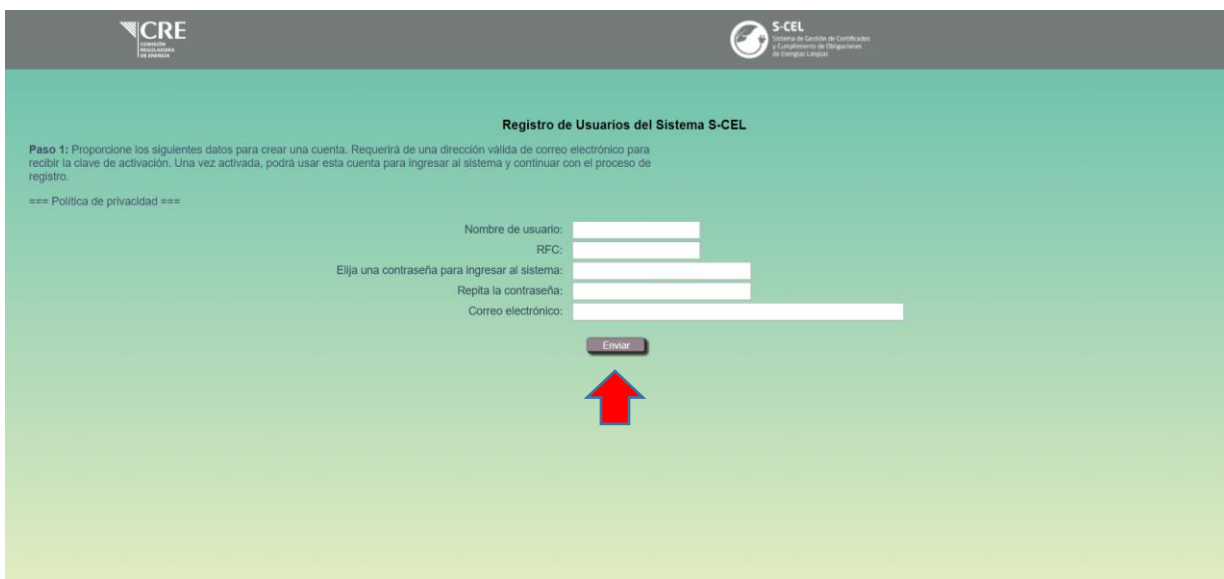 CRE
COMISIÓN
REGULADORA
DE ENERGÍA
S-CEL
Sistema de Gestión de Certificados
y Cumplimiento de Obligaciones
de Energías Limpias
Registro de Usuarios del Sistema S-CEL
Paso 1: Proporcione los siguientes datos para crear una cuenta. Requerirá de una dirección válida de correo electrónico para
recibir la clave de activación. Una vez activada, podrá usar esta cuenta para ingresar al sistema y continuar con el proceso de
registro.
=== Política de privacidad ===
Nombre de usuario:
RFC:
Elija una contraseña para ingresar al sistema:
Repita la contraseña:
Correo electrónico:
Enviar